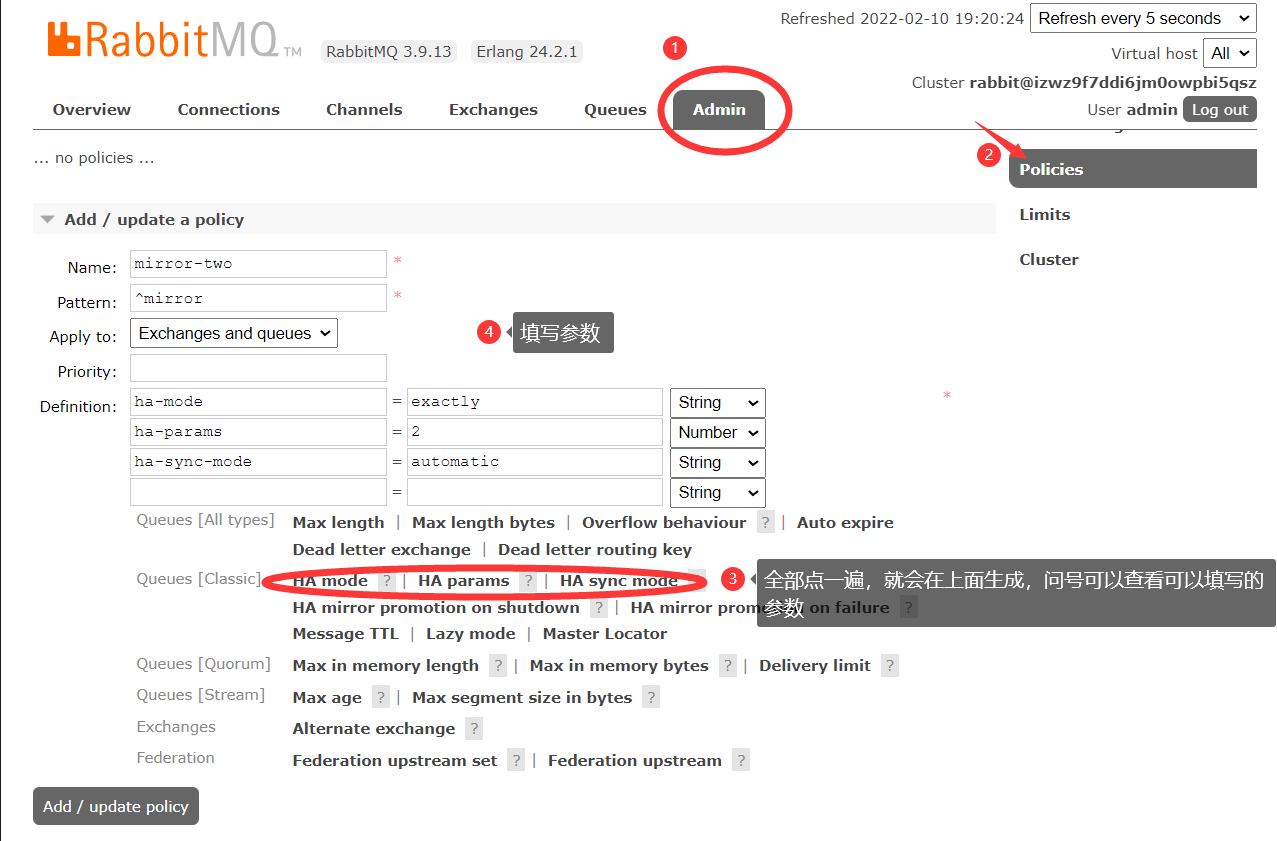 RabbitMQ TM RabbitMQ 3.9.13 Erlang 24.2.1
Refreshed 2022-02-10 19:20:24 Refresh every 5 seconds
Virtual host All
Cluster rabbit@izwz9f7ddi6jm0owpbi5qsz
User admin Log out
1
Overview Connections Channels Exchanges Queues Admin
... no policies ...
2
Policies
Limits
Cluster
Add / update a policy
Name: mirror-two *
Pattern: ^mirror *
Apply to: Exchanges and queues
4 填写参数
Priority:
Definition: ha-mode = exactly String *
ha-params = 2 Number
ha-sync-mode = automatic String
= String
Queues [All types] Max length | Max length bytes | Overflow behaviour ? | Auto expire
Dead letter exchange | Dead letter routing key
Queues [Classic] HA mode ? | HA params ? | HA sync mode
3 全部点一遍，就会在上面生成，问号可以查看可以填写的
参数
HA mirror promotion on shutdown ? | HA mirror promotion on failure ?
Message TTL | Lazy mode | Master Locator
Queues [Quorum] Max in memory length ? | Max in memory bytes ? | Delivery limit ?
Queues [Stream] Max age ? | Max segment size in bytes ?
Exchanges Alternate exchange ?
Federation Federation upstream set ? | Federation upstream ?
Add / update policy